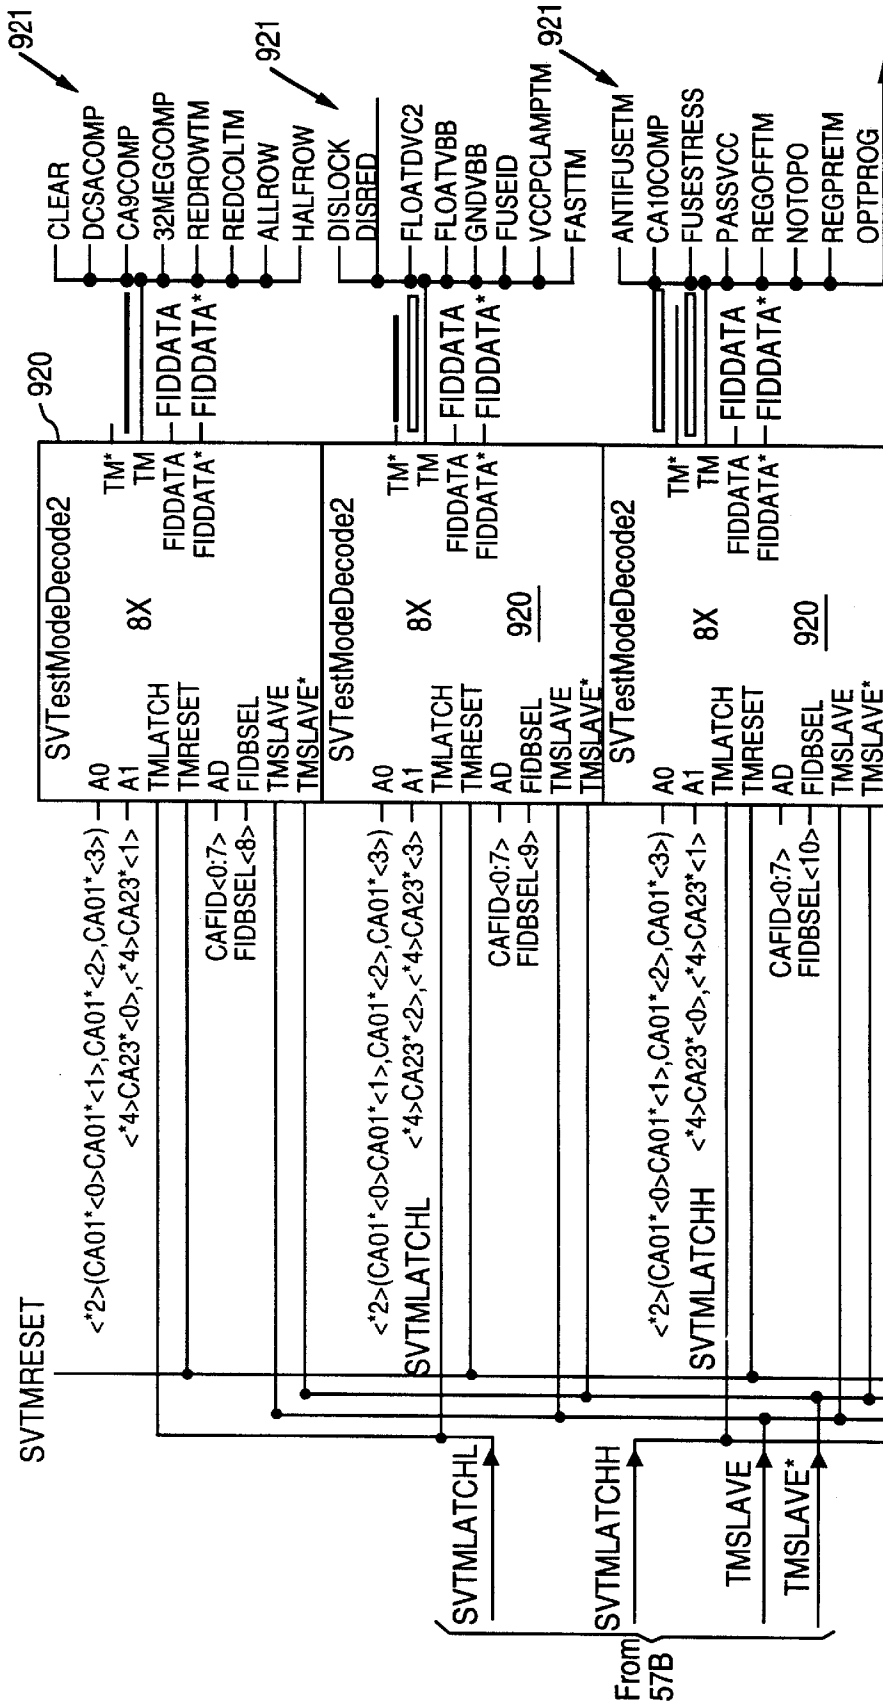 SVTMRESET
<*2>(CA01*<0>CA01*<1>,CA01*<2>,CA01*<3>)
<*4>CA23*<0>,<*4>CA23*<1>
CAFID<0:7>
FIDBSEL<8>
A0
A1
TMLATCH
TMRESET
AD
FIDBSEL
TMSLAVE
TMSLAVE*
SVTestModeDecode2
8X
TM*
TM
FIDDATA
FIDDATA*
920
FIDDATA
FIDDATA*
CLEAR
DCSACOMP
CA9COMP
32MEGCOMP
REDROWTM
REDCOLTM
ALLROW
HALFROW
921
<*2>(CA01*<0>CA01*<1>,CA01*<2>,CA01*<3>)
SVTMLATCHHL
<*4>CA23*<2>,<*4>CA23*<3>
CAFID<0:7>
FIDBSEL<9>
A0
A1
TMLATCH
TMRESET
AD
FIDBSEL
TMSLAVE
TMSLAVE*
SVTestModeDecode2
8X
920
TM*
TM
FIDDATA
FIDDATA*
FIDDATA
FIDDATA*
DISLOCK
DISRED
FLOATDVC2
FLOATVBB
GNDVBB
FUSEID
VCCPCLAMPTM
FASTTM
921
<*2>(CA01*<0>CA01*<1>,CA01*<2>,CA01*<3>)
SVTMLATCHHH
<*4>CA23*<0>,<*4>CA23*<1>
CAFID<0:7>
FIDBSEL<10>
A0
A1
TMLATCH
TMRESET
AD
FIDBSEL
TMSLAVE
TMSLAVE*
SVTestModeDecode2
8X
920
TM*
TM
FIDDATA
FIDDATA*
FIDDATA
FIDDATA*
ANTIFUSETM
CA10COMP
FUSESTRESS
PASSVCC
REGOFFTM
NOTOPO
REGPRETM
OPTPROG
921
SVTMLATCHHL
SVTMLATCHHH
TMSLAVE
TMSLAVE*
From
57B